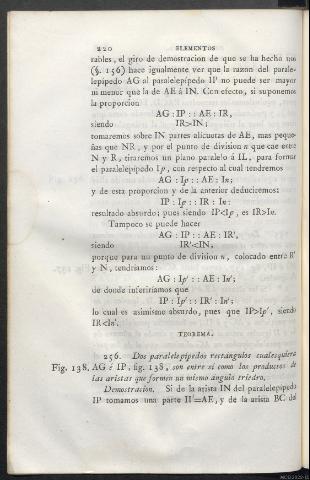 220 ELEMENTOS
rables, el giro de demostracion de que se ha hecho uso
(§. 156) hace igualmente ver que la razon del parale-
lepípedo AG al paralelepípedo IP no puede ser mayor
ni menor que la de AE á IN. Con efecto, si suponemos
la proporcion
AG : IP : : AE : IR,
siendo IR>IN;
tomaremos sobre IN partes alícuotas de AE, mas peque-
ñas que NR, y por el punto de division n que cae entre
N y R, tiraremos un plano paralelo á IL, para formar
el paralelepípedo Ip, con respecto al cual tendremos
AG : Ip : : AE : In;
y de esta proporcion y de la anterior deduciremos:
IP : Ip : : IR : In:
resultado absurdo; pues siendo IP<Ip, es IR>In.
Tampoco se puede hacer
AG : IP : : AE : IR',
siendo IR'<IN,
porque para un punto de division n', colocado entre R'
y N, tendríamos:
AG : Ip' : : AE : In';
de donde inferiríamos que
IP : Ip' : : IR' : In';
lo cual es asimismo absurdo, pues que IP>Ip', siendo
IR<In'.
TEOREMA.
256. Dos paralelepípedos rectángulos cualesquiera
Fig. 138. AG é IP, fig. 138, son entre sí como los productos de
las aristas que formen un mismo ángulo triedro.
Demostracion. Si de la arista IN del paralelepípedo
IP tomamos una parte II'=AE, y de la arista BC del
MCD 2022-L5